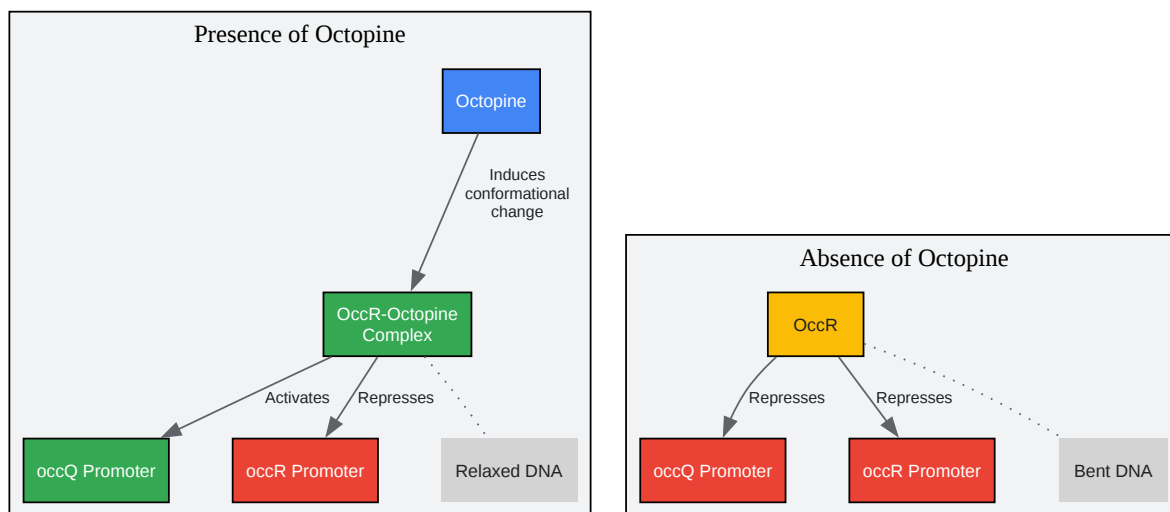 Presence of Octopine
Octopine
Induces
conformational
change
OccR-Octopine
Complex
Activates
Represses
occQ Promoter
occR Promoter
Relaxed DNA
Absence of Octopine
OccR
Represses
Represses
occQ Promoter
occR Promoter
Bent DNA